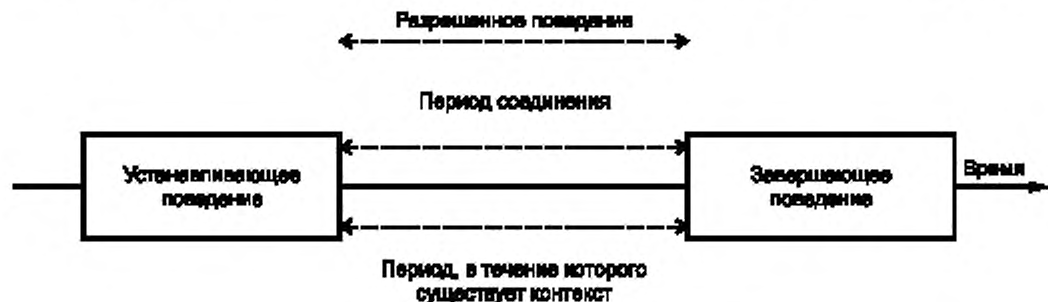 Разрешенное поведение
Период соединения
Устанавливающее
поведение
Завершающее
поведение
Время
Период, в течение которого
существует контекст